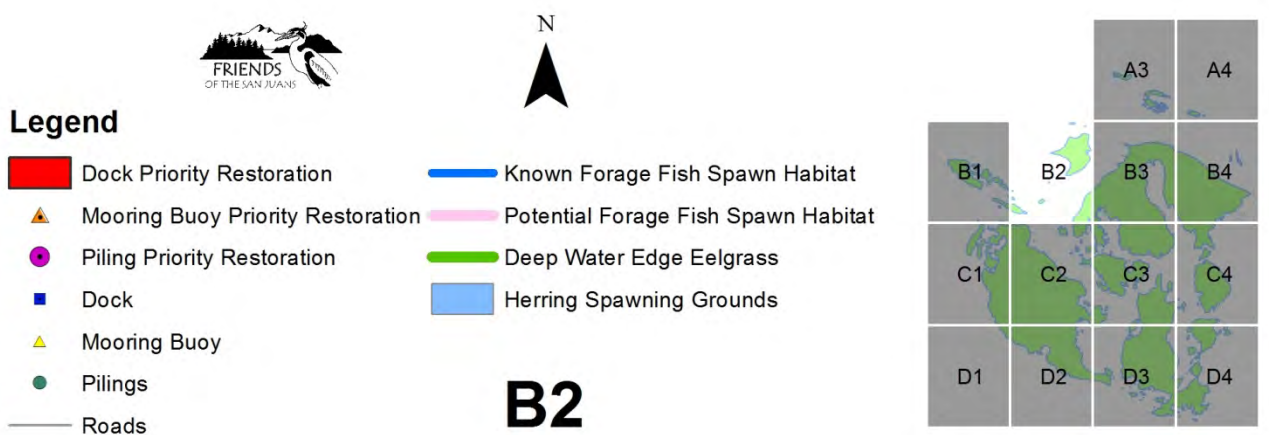 FRIENDS
OF THE SAN JUANS
N
Legend
Dock Priority Restoration
Mooring Buoy Priority Restoration
Piling Priority Restoration
Dock
Mooring Buoy
Pilings
Roads
Known Forage Fish Spawn Habitat
Potential Forage Fish Spawn Habitat
Deep Water Edge Eelgrass
Herring Spawning Grounds
B2
A3 A4
B1 B2 B3 B4
C1 C2 C3 C4
D1 D2 D3 D4